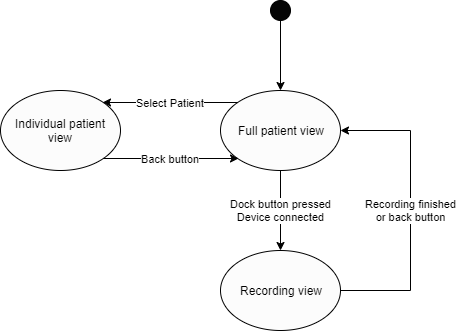 Select Patient
Individual patient
view
Full patient view
Back button
Dock button pressed
Device connected
Recording finished
or back button
Recording view